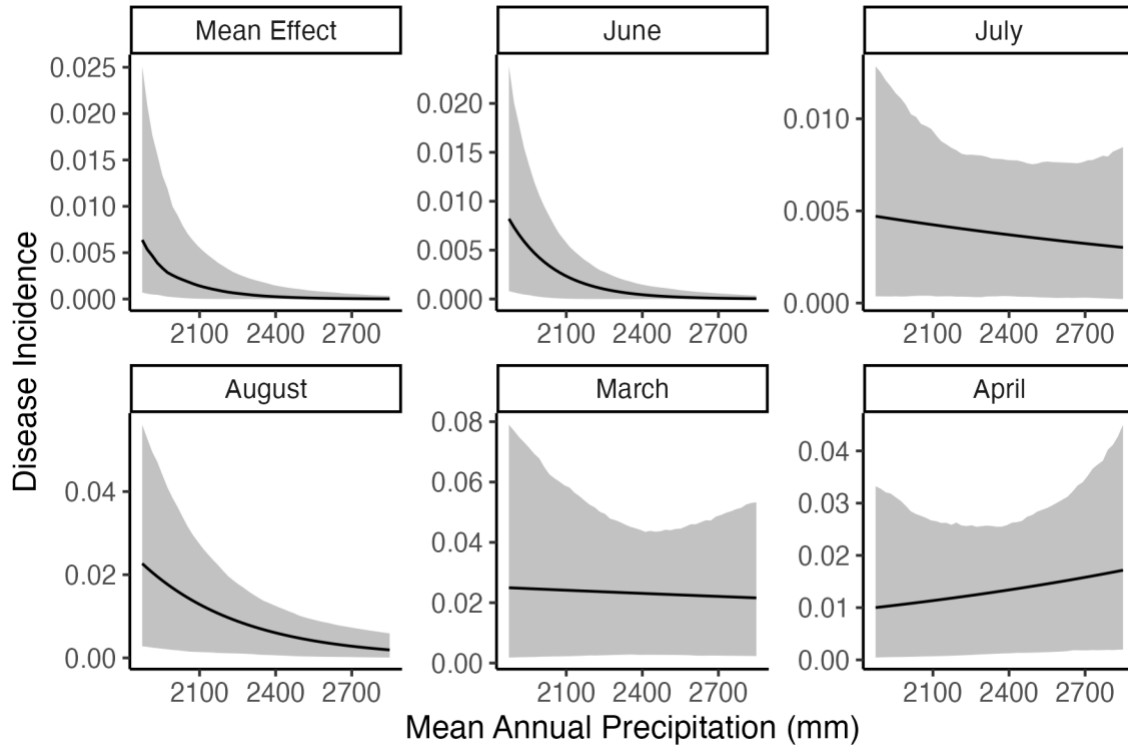 Mean Effect
June
July
0.025
0.020
0.015
0.010
0.005
0.000
0.020
0.015
0.010
0.005
0.000
0.010
0.005
0.000
2100 2400 2700
2100 2400 2700
2100 2400 2700
August
March
April
0.04
0.02
0.00
0.08
0.06
0.04
0.02
0.00
0.04
0.03
0.02
0.01
0.00
2100 2400 2700
2100 2400 2700
2100 2400 2700
Disease Incidence
Mean Annual Precipitation (mm)